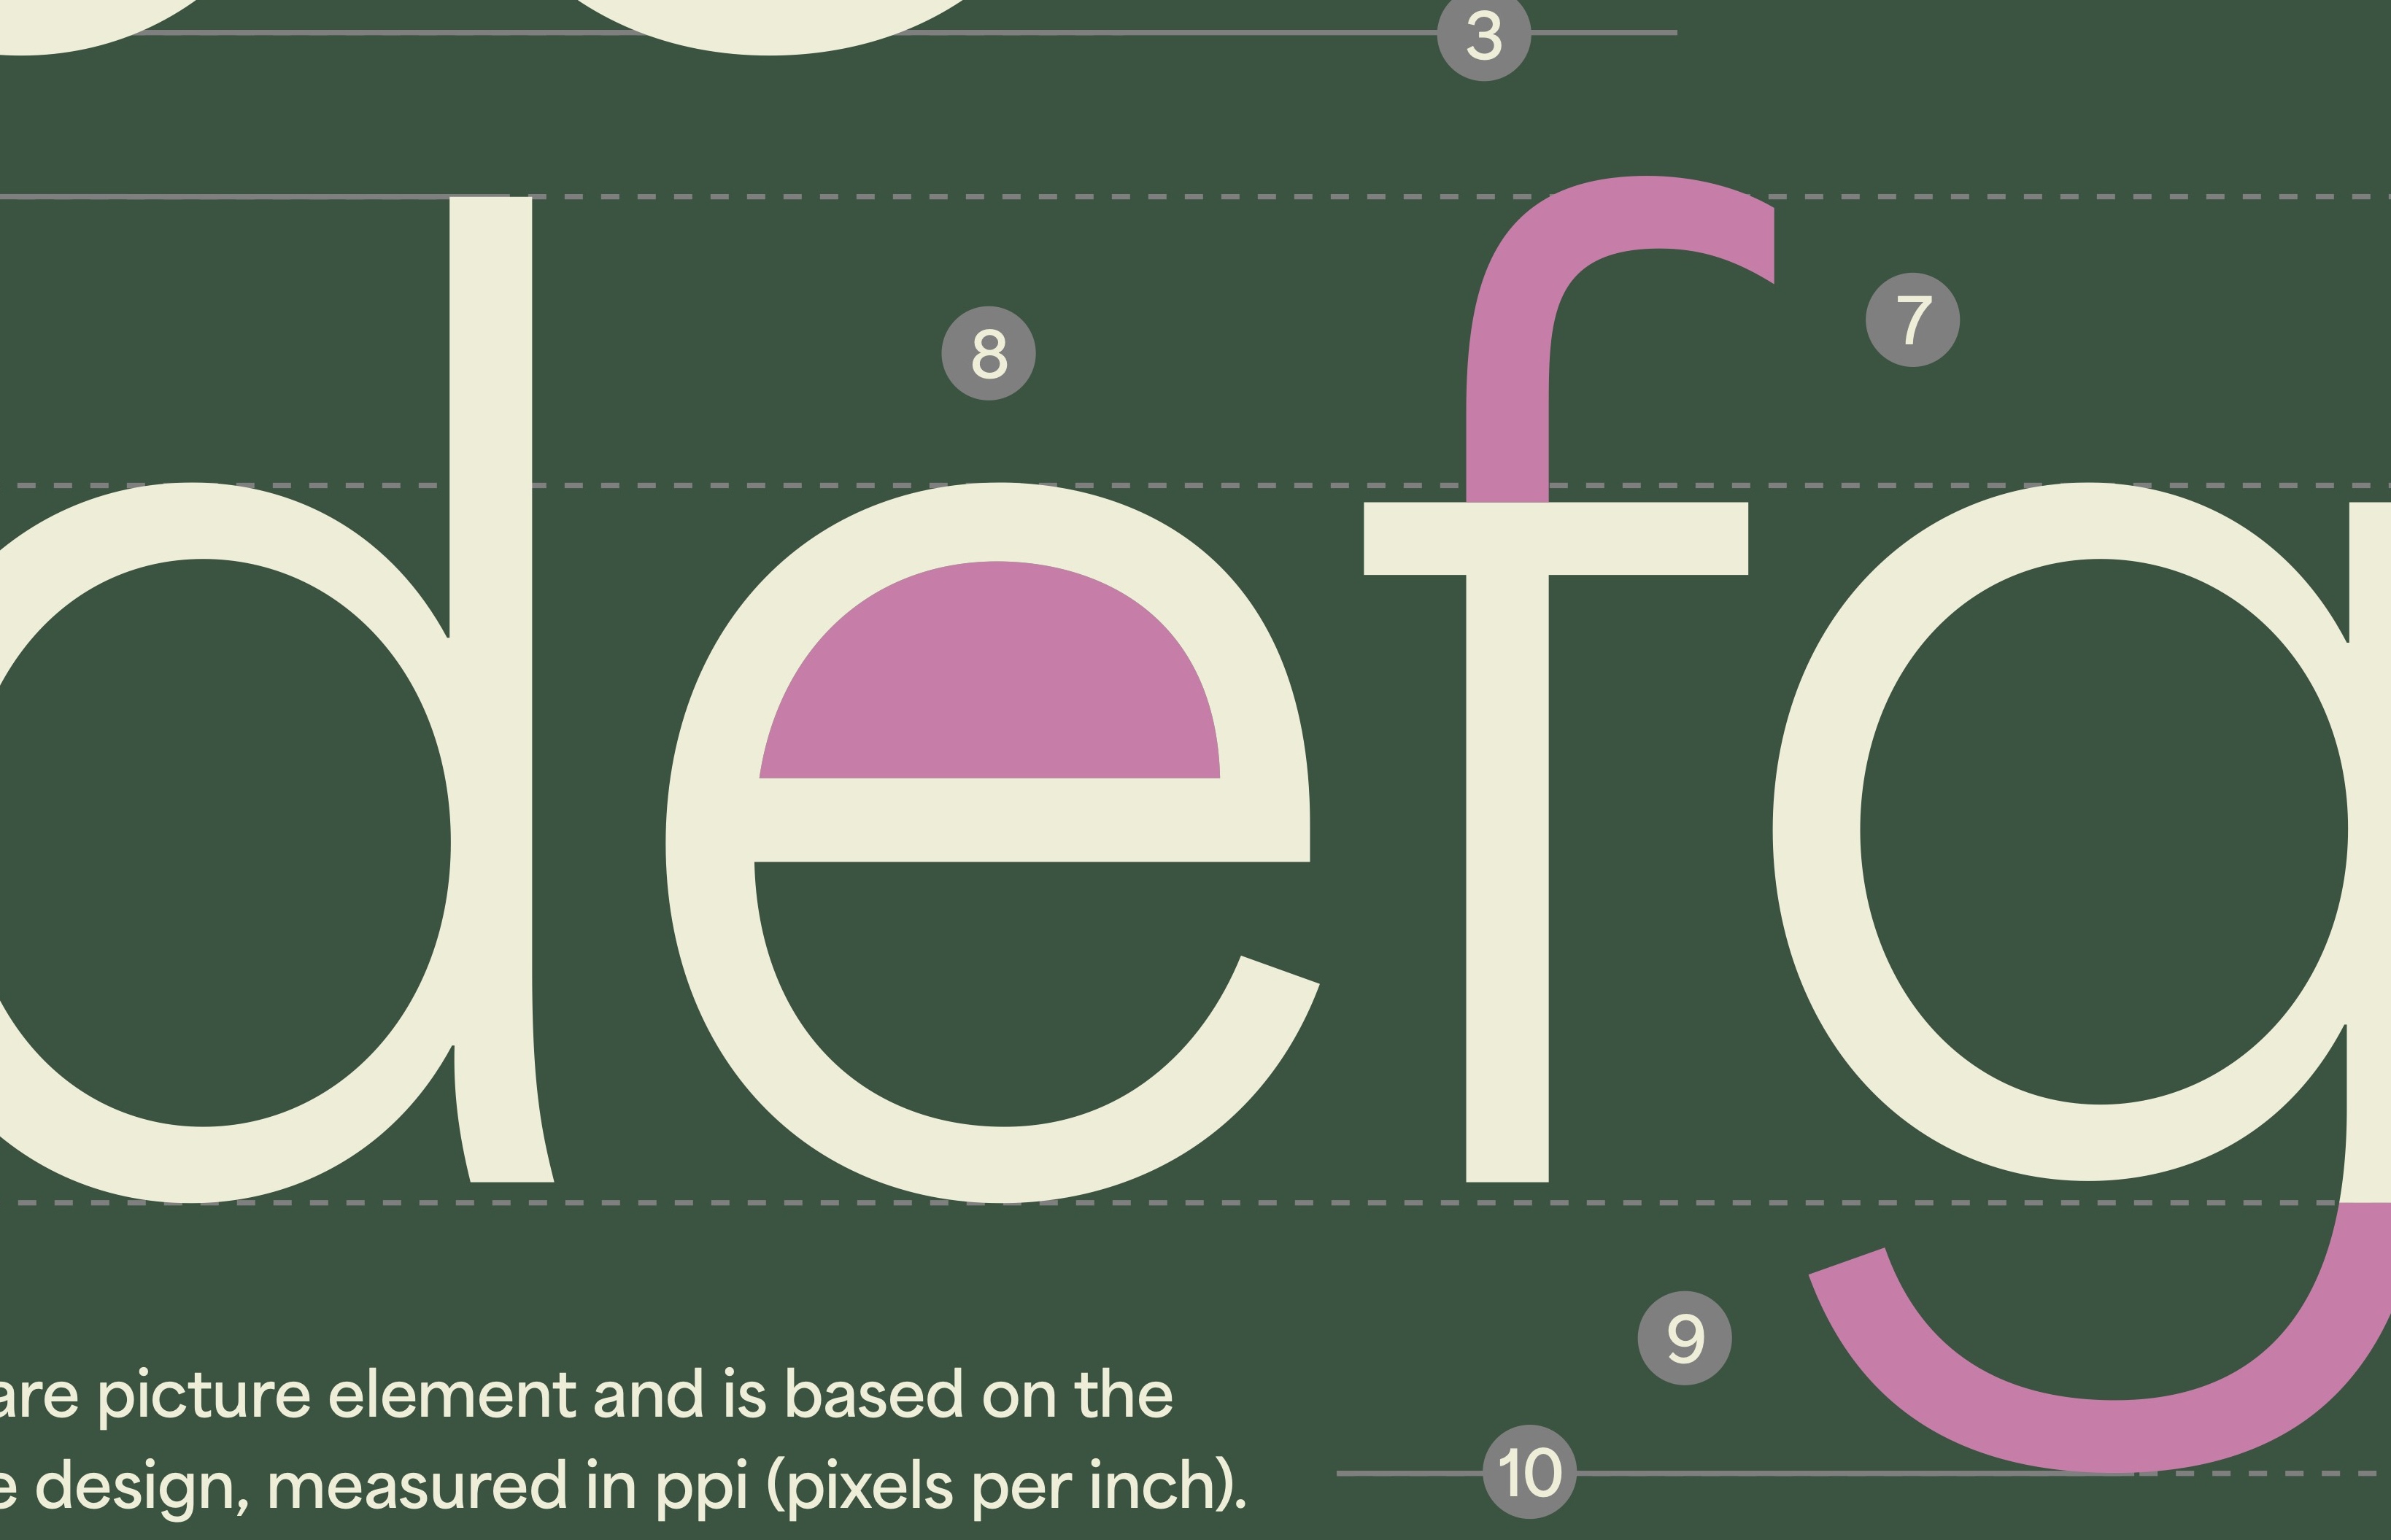 3
8
7
defg
9
are picture element and is based on the
10
e design, measured in ppi (pixels per inch).